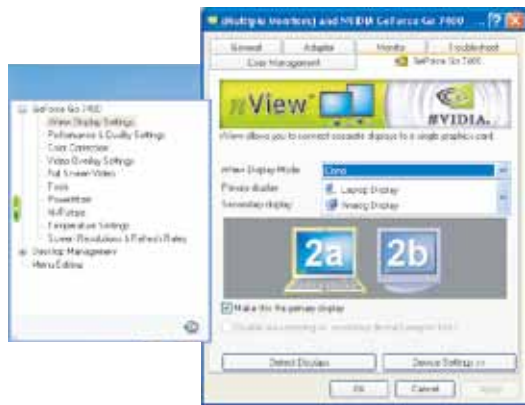 GeForce Go 7400
nView Display Settings
Performance & Quality Settings
Color Correction
Video Overlay Settings
Full Screen Video
Tools
PowerMizer
NVRotate
Temperature Settings
Screen Resolutions & Refresh Rates
Desktop Management
Menu Editing
(Multiple Monitors) and NVIDIA GeForce Go 7400 ...
General Adapter Monitor Troubleshoot
Color Management GeForce Go 7400
nView
NVIDIA.
nView allows you to connect separate displays to a single graphics card.
nView Display Mode Clone
Primary display Laptop Display
Secondary display Analog Display
2a 2b
Make this the primary display
Detect Displays Device Settings >>
OK Cancel Apply